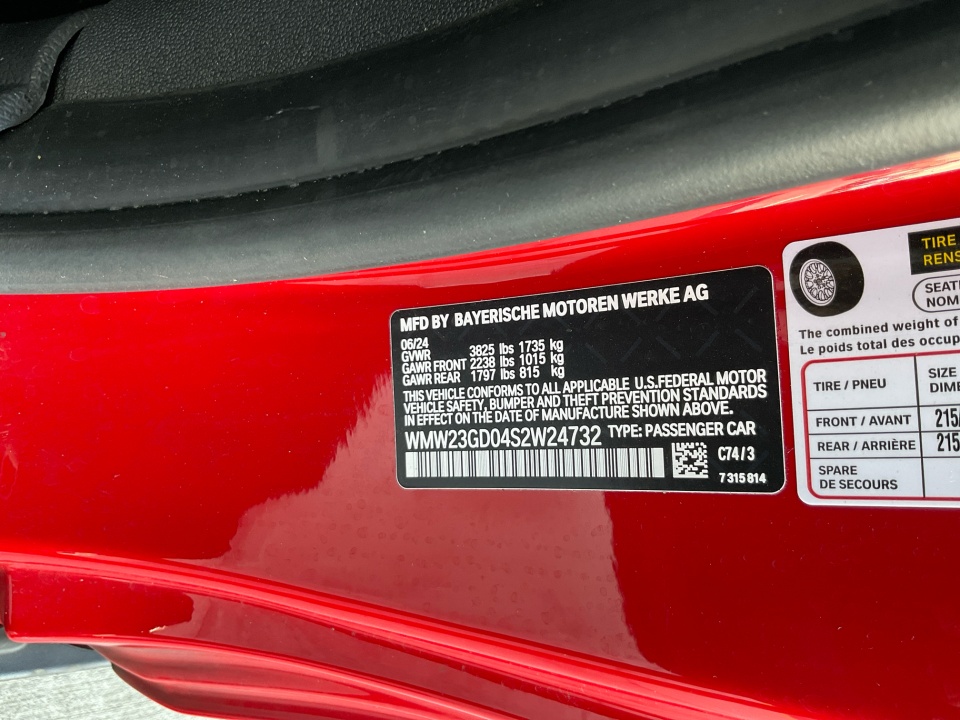 MFD BY BAYERISCHE MOTOREN WERKE AG
06/24
GVWR 3825 lbs 1735 kg
GAWR FRONT 2238 lbs 1015 kg
GAWR REAR 1797 lbs 815 kg
THIS VEHICLE CONFORMS TO ALL APPLICABLE U.S.FEDERAL MOTOR
VEHICLE SAFETY, BUMPER AND THEFT PREVENTION STANDARDS
IN EFFECT ON THE DATE OF MANUFACTURE SHOWN ABOVE.
WMW23GD04S2W24732 TYPE: PASSENGER CAR
C74/3
7315814
TIRE
RENS
SEATI
NOM
The combined weight of
Le poids total des occup
TIRE / PNEU SIZE
DIME
FRONT / AVANT 215/
REAR / ARRIÈRE 215
SPARE
DE SECOURS